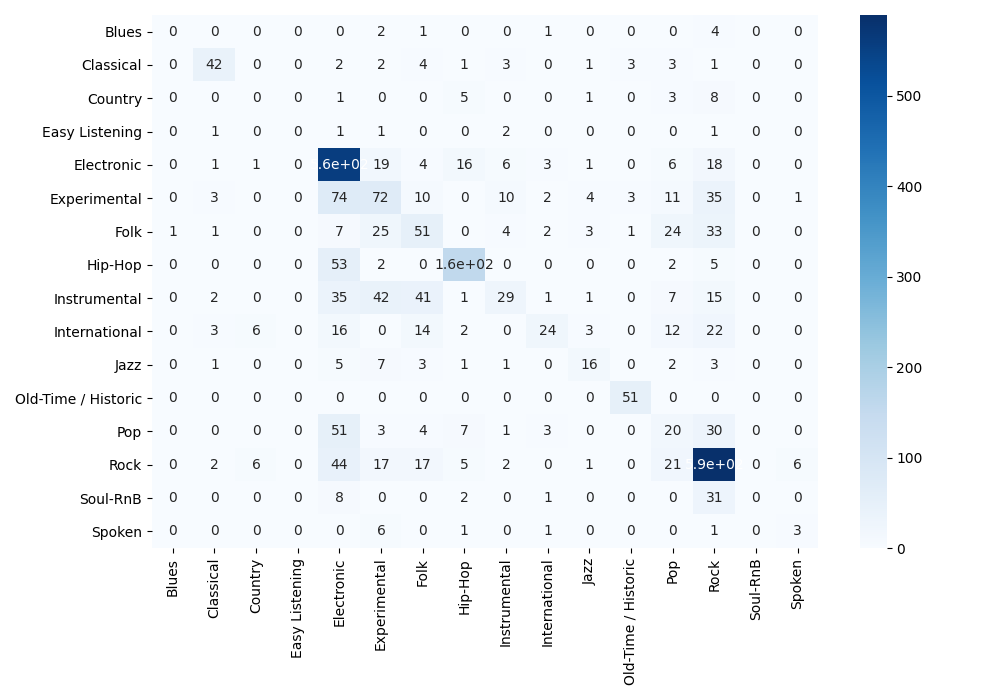 Blues 0 0 0 0 0 2 1 0 0 1 0 0 0 4 0 0
Classical 0 42 0 0 2 2 4 1 3 0 1 3 3 1 0 0
Country 0 0 0 0 1 0 0 5 0 0 1 0 3 8 0 0
Easy Listening 0 1 0 0 1 1 0 0 2 0 0 0 0 1 0 0
Electronic 0 1 1 0 .6e+0 19 4 16 6 3 1 0 6 18 0 0
Experimental 0 3 0 0 74 72 10 0 10 2 4 3 11 35 0 1
Folk 1 1 0 0 7 25 51 0 4 2 3 1 24 33 0 0
Hip-Hop 0 0 0 0 53 2 0 1.6e+02 0 0 0 0 2 5 0 0
Instrumental 0 2 0 0 35 42 41 1 29 1 1 0 7 15 0 0
International 0 3 6 0 16 0 14 2 0 24 3 0 12 22 0 0
Jazz 0 1 0 0 5 7 3 1 1 0 16 0 2 3 0 0
Old-Time / Historic 0 0 0 0 0 0 0 0 0 0 0 51 0 0 0 0
Pop 0 0 0 0 51 3 4 7 1 3 0 0 20 30 0 0
Rock 0 2 6 0 44 17 17 5 2 0 1 0 21 .9e+0 0 6
Soul-RnB 0 0 0 0 8 0 0 2 0 1 0 0 0 31 0 0
Spoken 0 0 0 0 0 6 0 1 0 1 0 0 0 1 0 3
Blues Classical Country Easy Listening Electronic Experimental Folk Hip-Hop Instrumental International Jazz Old-Time / Historic Pop Rock Soul-RnB Spoken
500
400
300
200
100
0